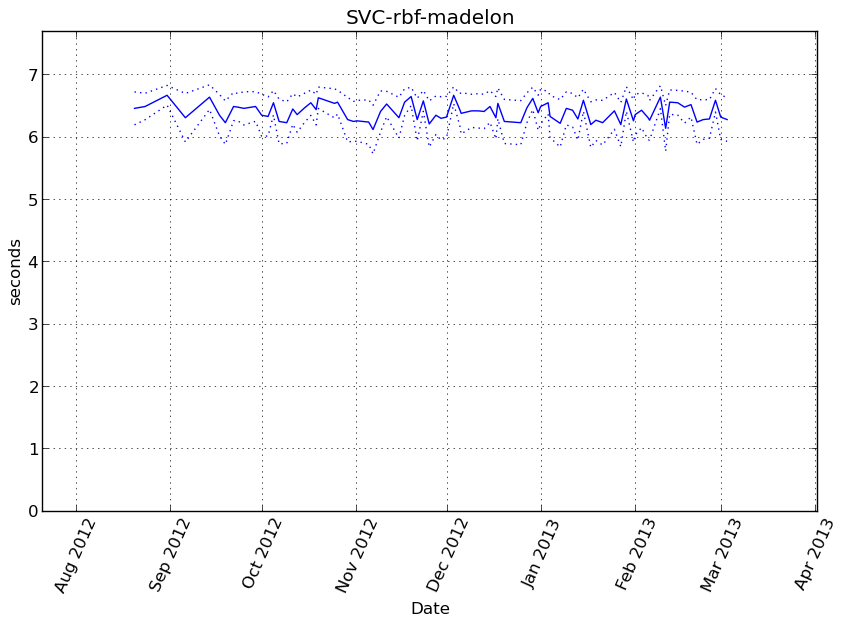 SVC-rbf-madelon
7
6
5
4
3
2
1
0
seconds
Aug 2012
Sep 2012
Oct 2012
Nov 2012
Dec 2012
Jan 2013
Feb 2013
Mar 2013
Apr 2013
Date